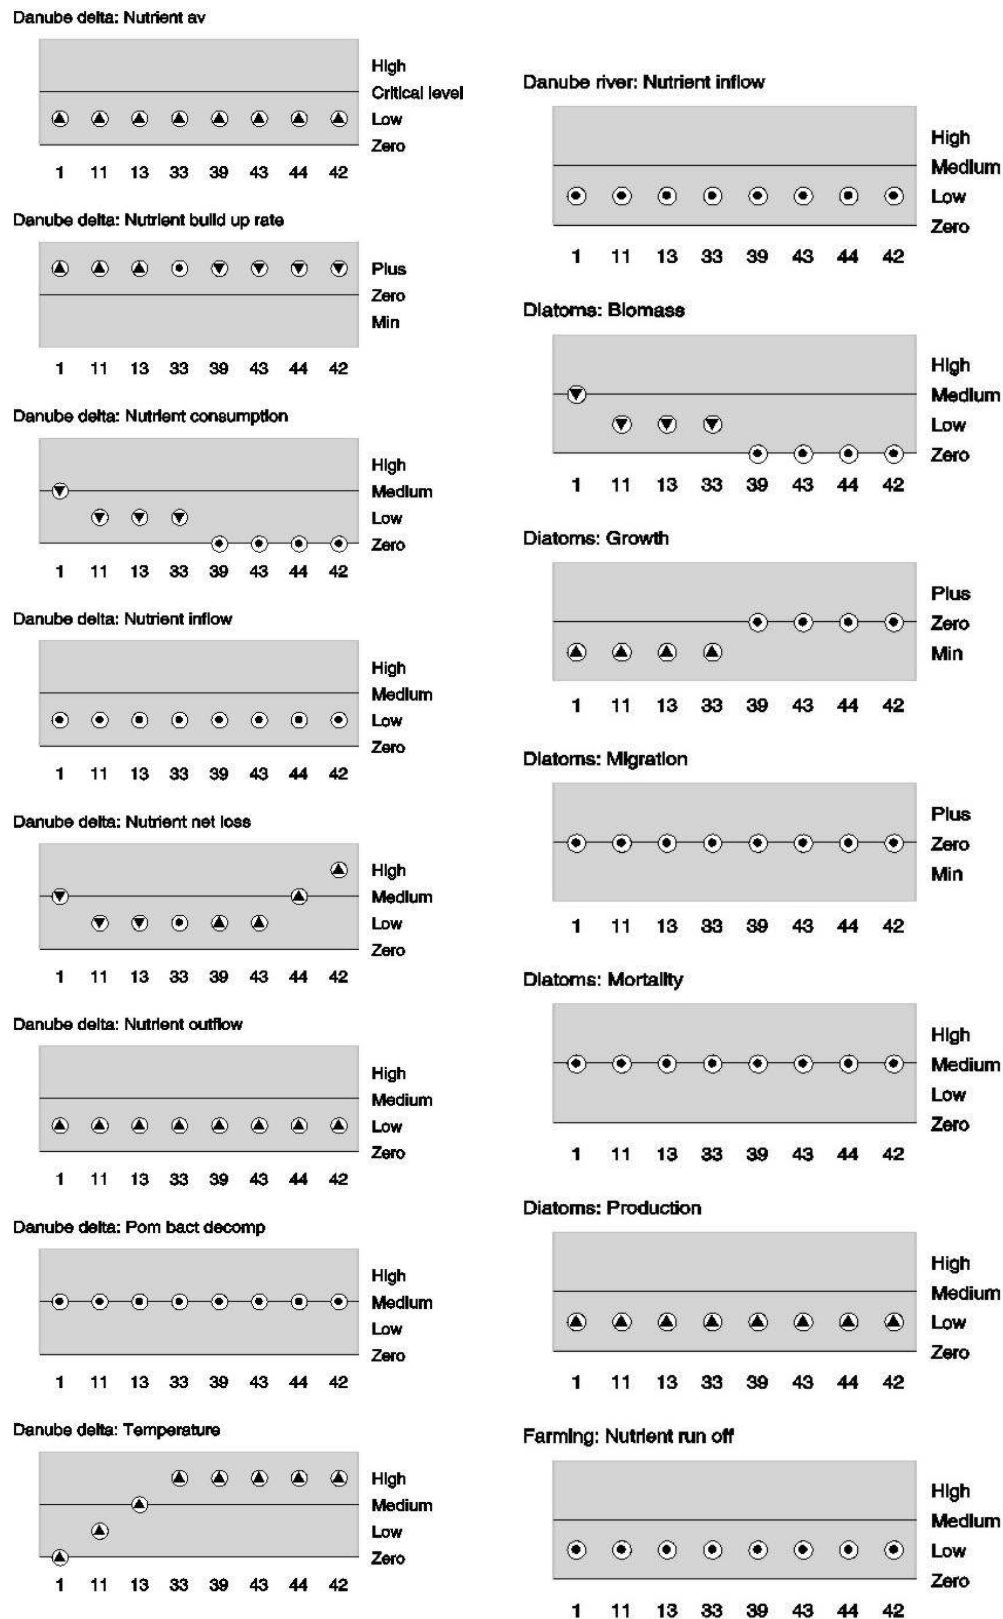 Danube delta: Nutrient av
High
Critical level
Low
Zero
1 11 13 33 39 43 44 42
Danube delta: Nutrient build up rate
Plus
Zero
Min
1 11 13 33 39 43 44 42
Danube delta: Nutrient consumption
High
Medium
Low
Zero
1 11 13 33 39 43 44 42
Danube delta: Nutrient inflow
High
Medium
Low
Zero
1 11 13 33 39 43 44 42
Danube delta: Nutrient net loss
High
Medium
Low
Zero
1 11 13 33 39 43 44 42
Danube delta: Nutrient outflow
High
Medium
Low
Zero
1 11 13 33 39 43 44 42
Danube delta: Pom bact decomp
High
Medium
Low
Zero
1 11 13 33 39 43 44 42
Danube delta: Temperature
High
Medium
Low
Zero
1 11 13 33 39 43 44 42
Danube river: Nutrient inflow
High
Medium
Low
Zero
1 11 13 33 39 43 44 42
Diatoms: Biomass
High
Medium
Low
Zero
1 11 13 33 39 43 44 42
Diatoms: Growth
Plus
Zero
Min
1 11 13 33 39 43 44 42
Diatoms: Migration
Plus
Zero
Min
1 11 13 33 39 43 44 42
Diatoms: Mortality
High
Medium
Low
Zero
1 11 13 33 39 43 44 42
Diatoms: Production
High
Medium
Low
Zero
1 11 13 33 39 43 44 42
Farming: Nutrient run off
High
Medium
Low
Zero
1 11 13 33 39 43 44 42